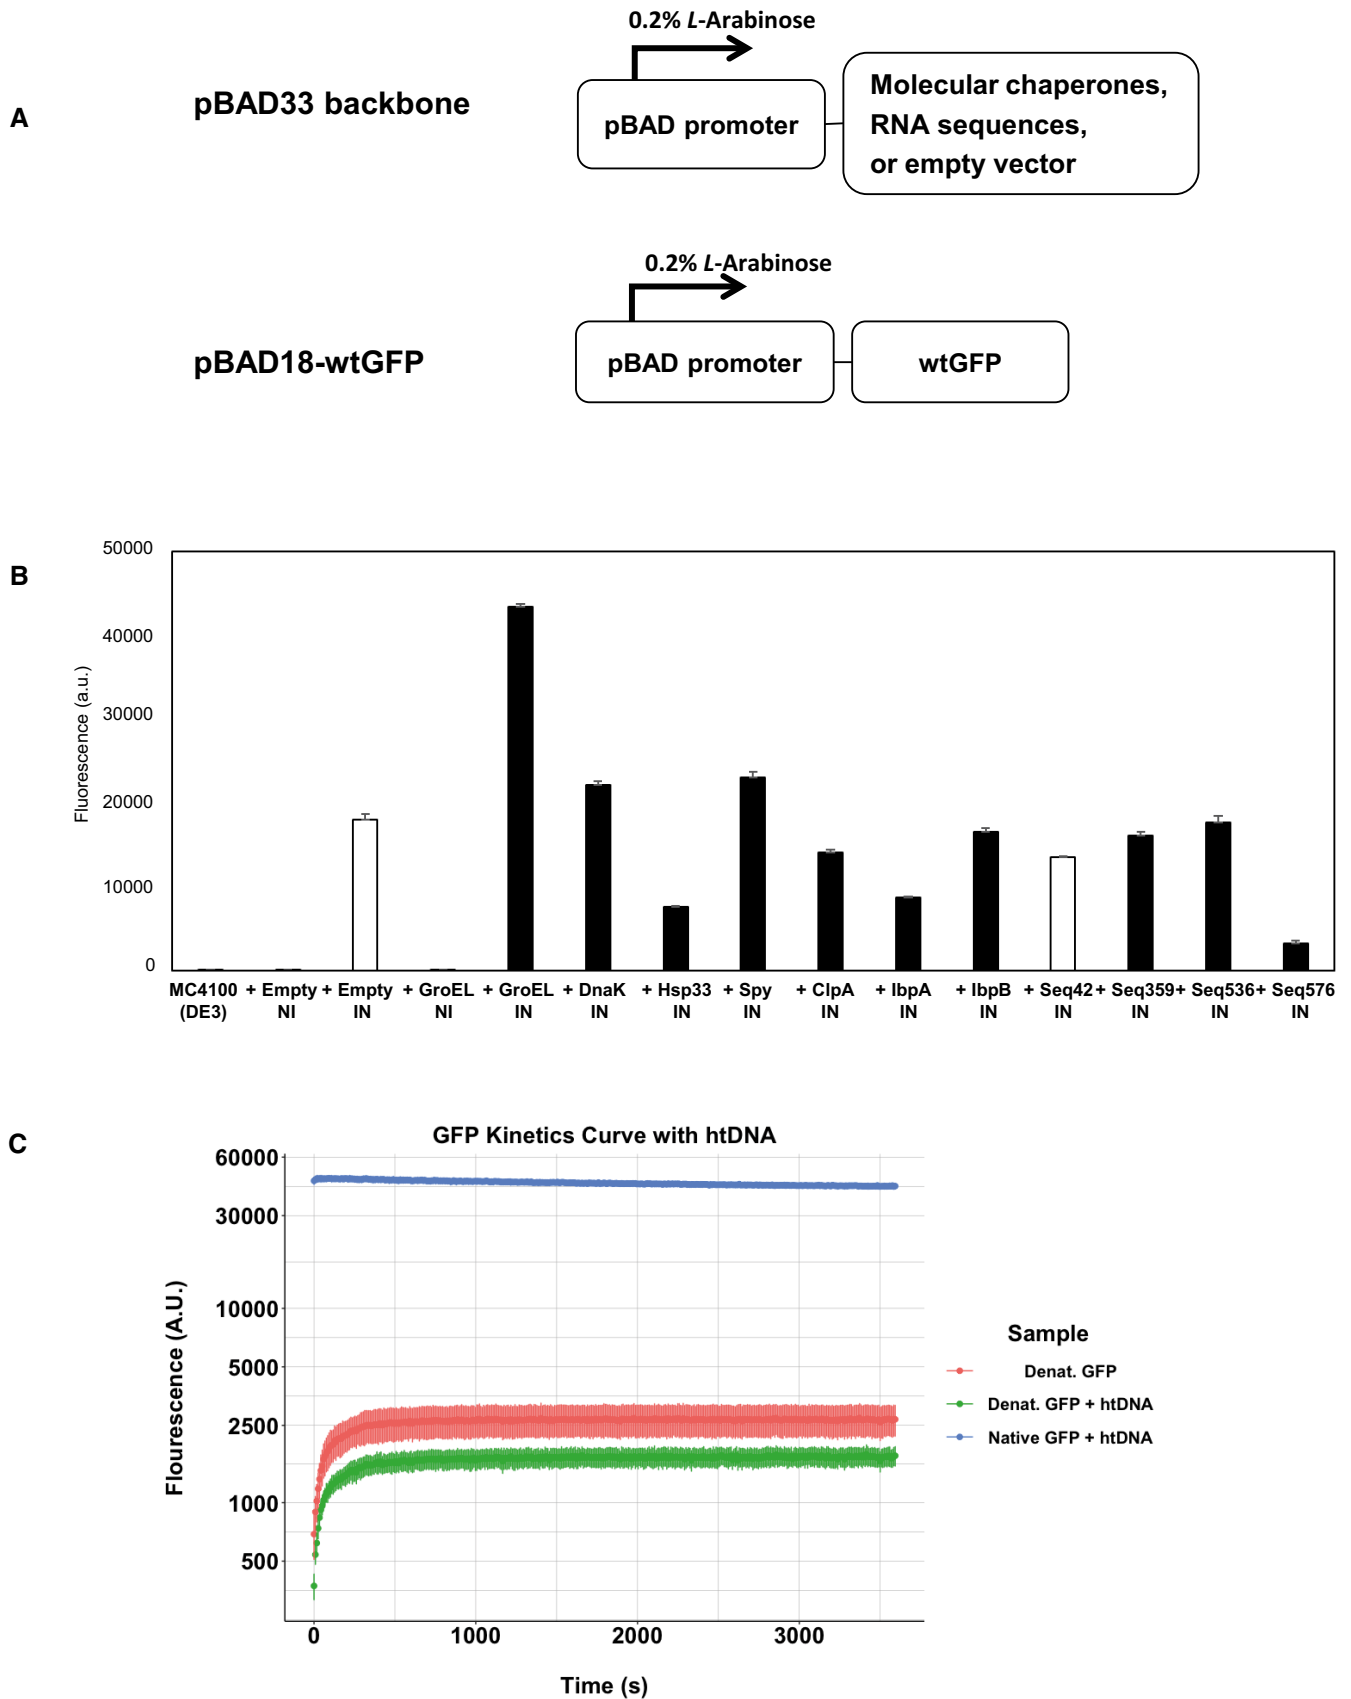 A
pBAD33 backbone
0.2% L-Arabinose
pBAD promoter
Molecular chaperones,
RNA sequences,
or empty vector
pBAD18-wtGFP
0.2% L-Arabinose
pBAD promoter
wtGFP
B
Fluorescence (a.u.)
50000
40000
30000
20000
10000
0
MC4100 + Empty + Empty + GroEL + GroEL + DnaK + Hsp33 + Spy + ClpA + IbpA + IbpB + Seq42 + Seq359 + Seq536 + Seq576
(DE3) NI IN NI IN IN IN IN IN IN IN IN IN IN IN
C
GFP Kinetics Curve with htDNA
Flourescence (A.U.)
60000
30000
10000
5000
2500
1000
500
0 1000 2000 3000
Time (s)
Sample
Denat. GFP
Denat. GFP + htDNA
Native GFP + htDNA